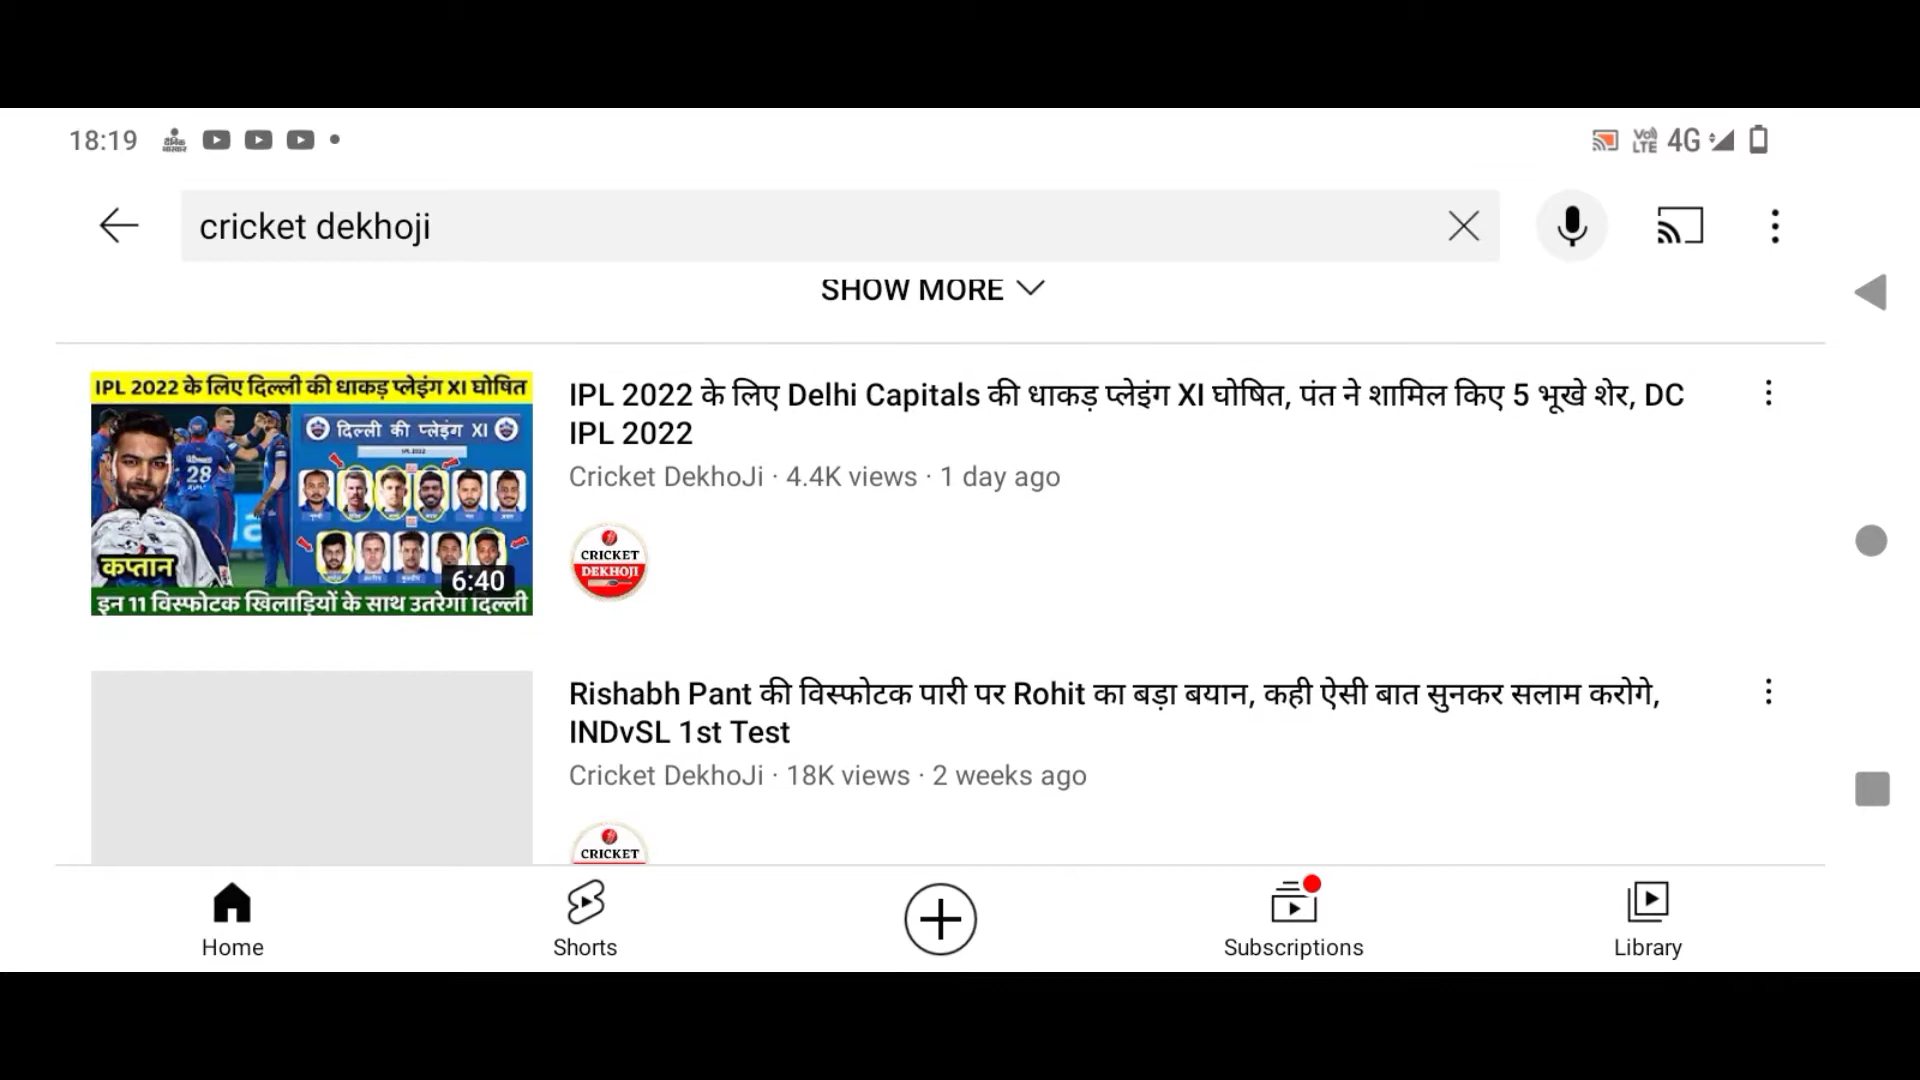 18:19
VoLTE 4G
cricket dekhoji
SHOW MORE
IPL 2022 के लिए दिल्ली की धाकड़ प्लेइंग XI घोषित
दिल्ली की प्लेइंग XI
28
कप्तान
6:40
इन 11 विस्फोटक खिलाड़ियों के साथ उतरेगा दिल्ली
IPL 2022 के लिए Delhi Capitals की धाकड़ प्लेइंग XI घोषित, पंत ने शामिल किए 5 भूखे शेर, DC
IPL 2022
Cricket DekhoJi · 4.4K views · 1 day ago
CRICKET
DEKHOJI
Rishabh Pant की विस्फोटक पारी पर Rohit का बड़ा बयान, कही ऐसी बात सुनकर सलाम करोगे,
INDvSL 1st Test
Cricket DekhoJi · 18K views · 2 weeks ago
CRICKET
Home
Shorts
Subscriptions
Library